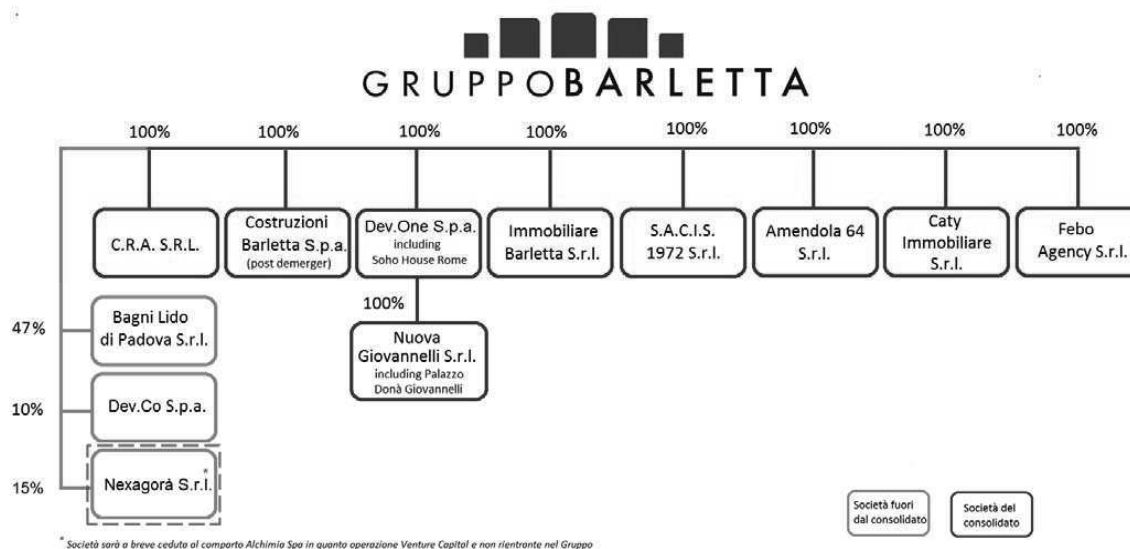 GRUPPOBARLETTA
100% 100% 100% 100% 100% 100% 100% 100%
C.R.A. S.R.L.
Costruzioni
Barletta S.p.a.
(post demerger)
Dev.One S.p.a.
including
Soho House Rome
Immobiliare
Barletta S.r.l.
S.A.C.I.S.
1972 S.r.l.
Amendola 64
S.r.l.
Caty
Immobiliare
S.r.l.
Febo
Agency S.r.l.
100%
Nuova
Giovannelli S.r.l.
including Palazzo
Donà Giovannelli
47%
Bagni Lido
di Padova S.r.l.
10%
Dev.Co S.p.a.
15%
Nexagorà S.r.l.*
Società fuori
dal consolidato
Società del
consolidato
* Società sarà a breve ceduta al comparto Alchimia Spa in quanto operazione Venture Capital e non rientrante nel Gruppo